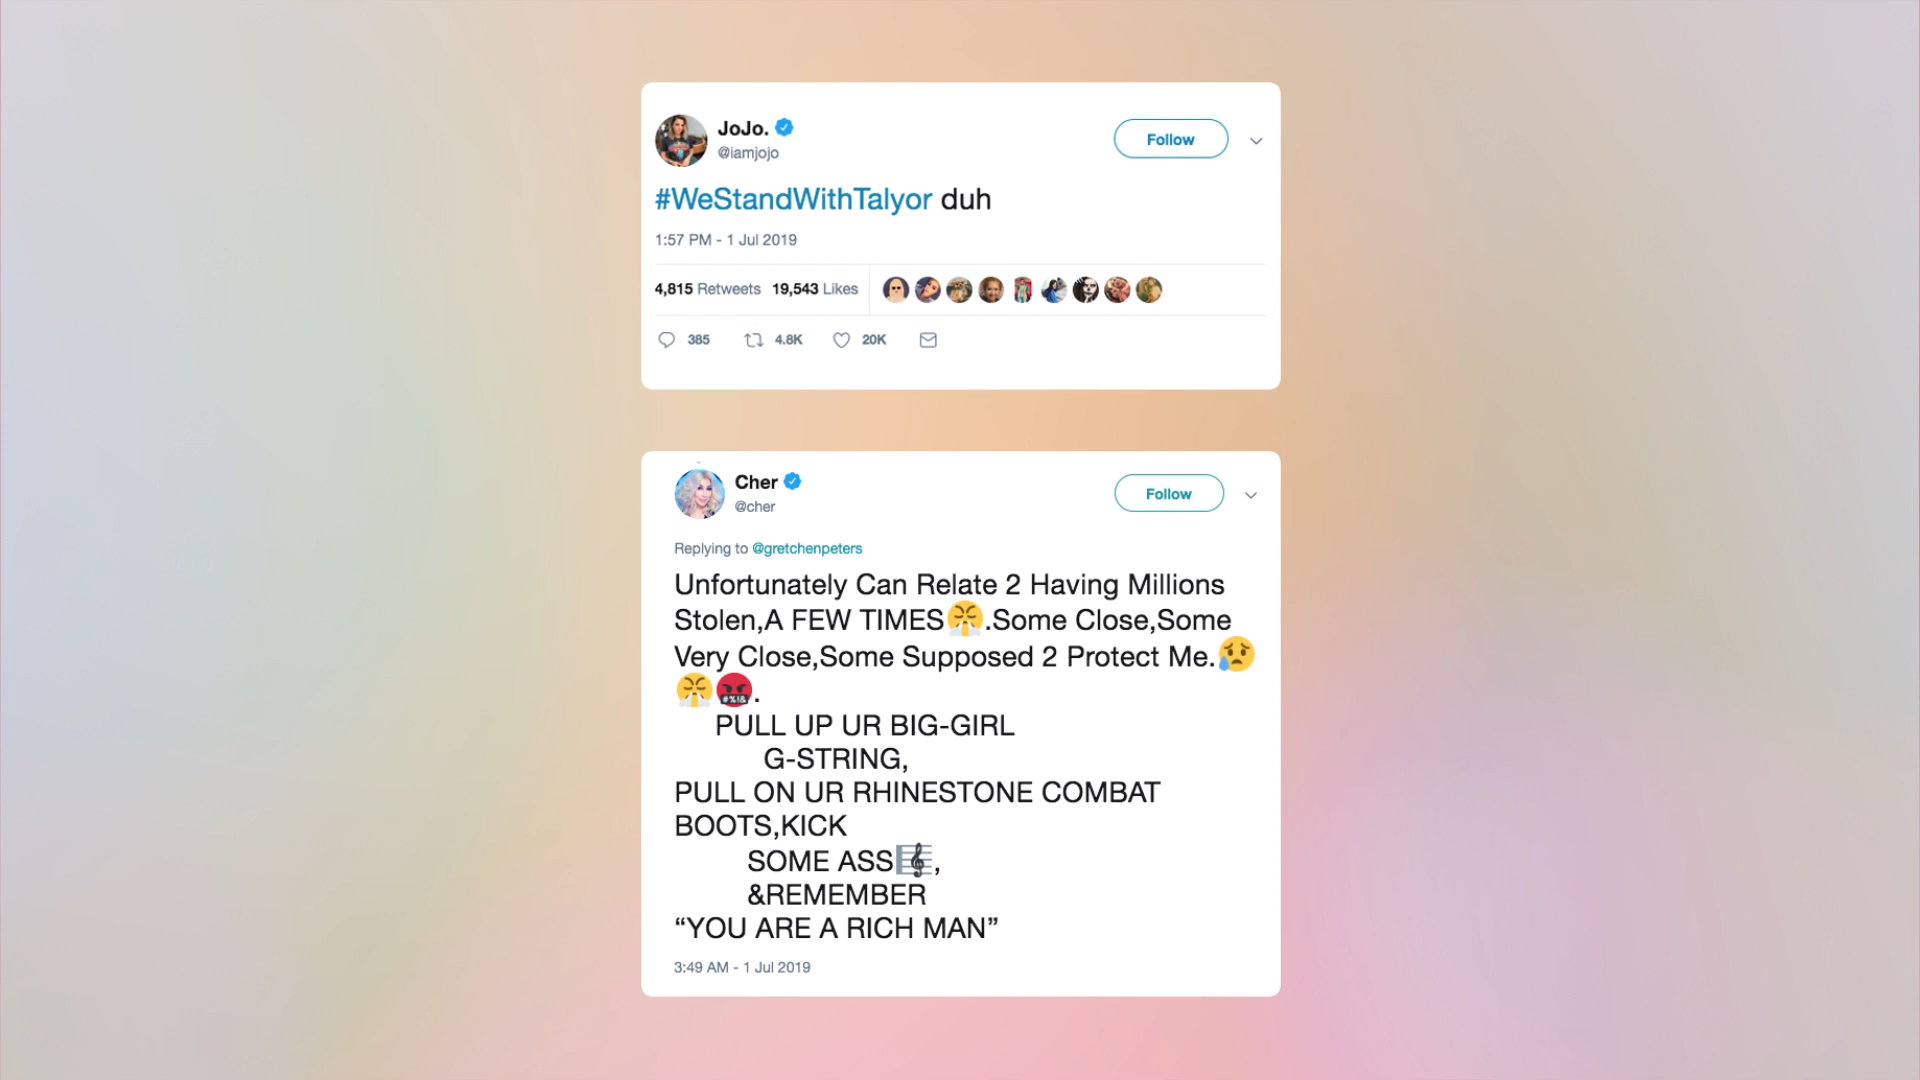 JoJo.
@iamjojo
Follow
#WeStandWithTalyor duh
1:57 PM - 1 Jul 2019
4,815 Retweets 19,543 Likes
385 4.8K 20K
Cher
@cher
Follow
Replying to @gretchenpeters
Unfortunately Can Relate 2 Having Millions
Stolen,A FEW TIMES😤.Some Close,Some
Very Close,Some Supposed 2 Protect Me.😥
😤🤬.
PULL UP UR BIG-GIRL
G-STRING,
PULL ON UR RHINESTONE COMBAT
BOOTS,KICK
SOME ASS🎼,
&REMEMBER
“YOU ARE A RICH MAN”
3:49 AM - 1 Jul 2019